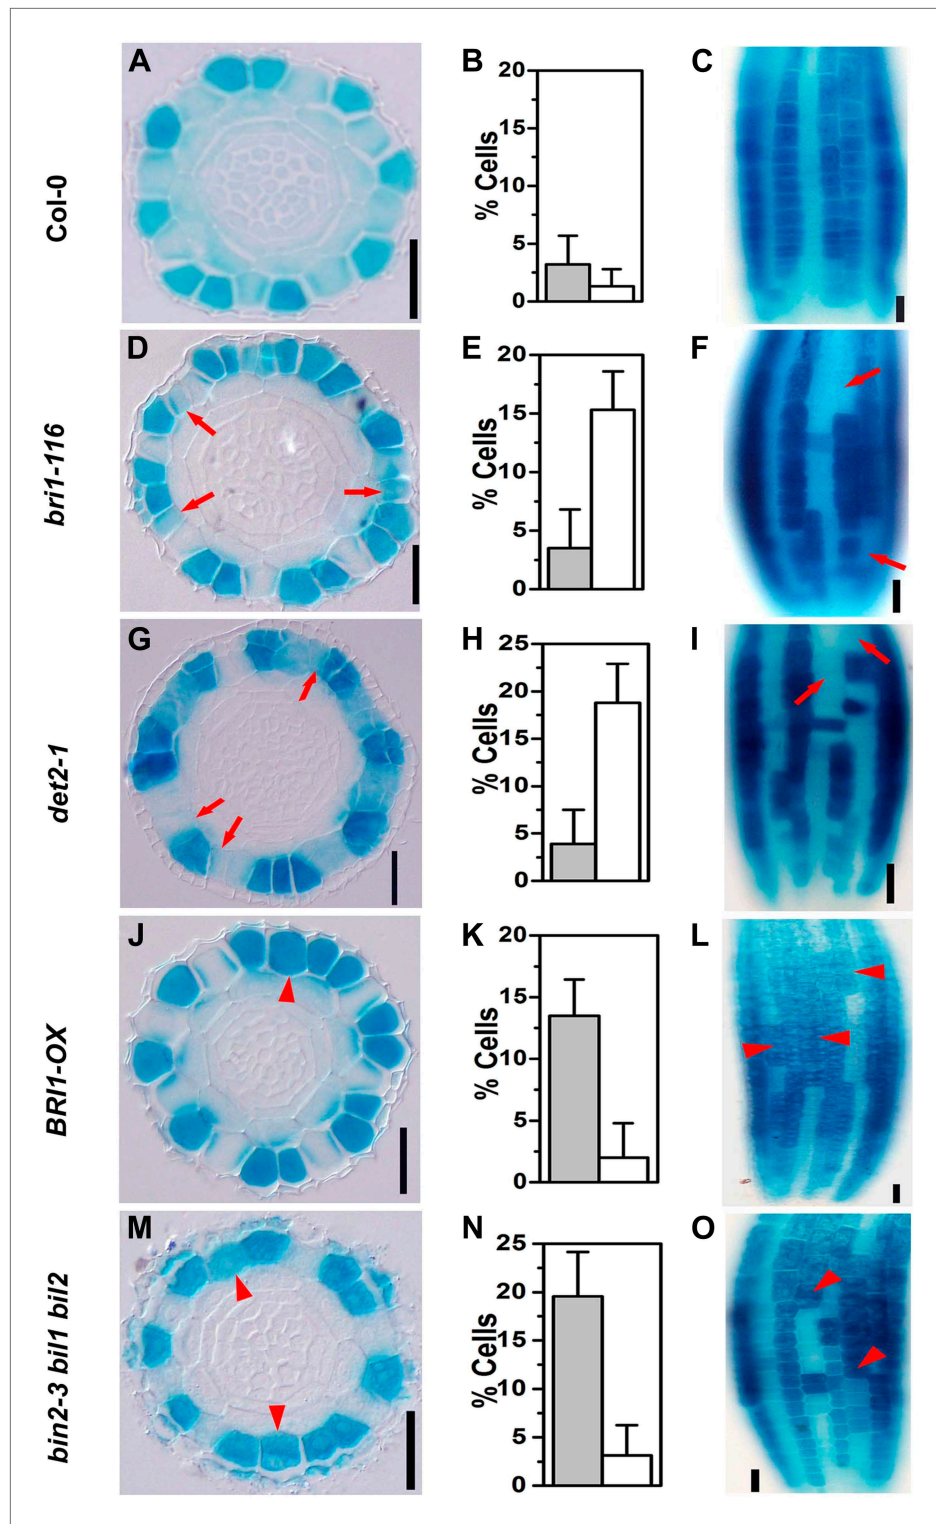 Col-0
A
B
% Cells
20
15
10
5
0
C
bri1-116
D
E
% Cells
20
15
10
5
0
F
det2-1
G
H
% Cells
25
20
15
10
5
0
I
BRI1-OX
J
K
% Cells
20
15
10
5
0
L
bin2-3 bil1 bil2
M
N
% Cells
25
20
15
10
5
0
O